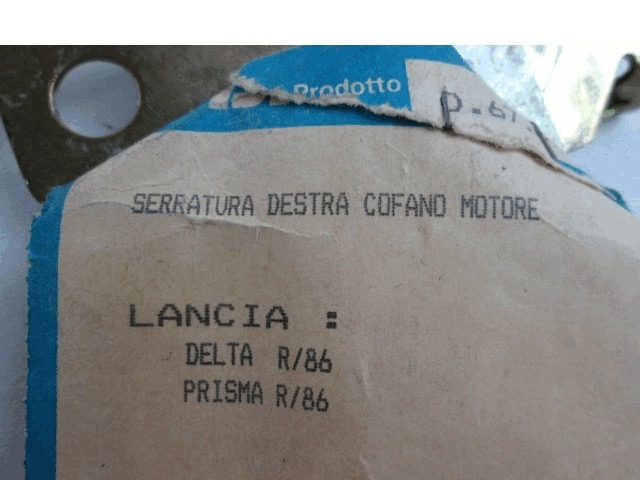 Prodotto
SERRATURA DESTRA COFANO MOTORE
LANCIA :
DELTA R/86
PRISMA R/86